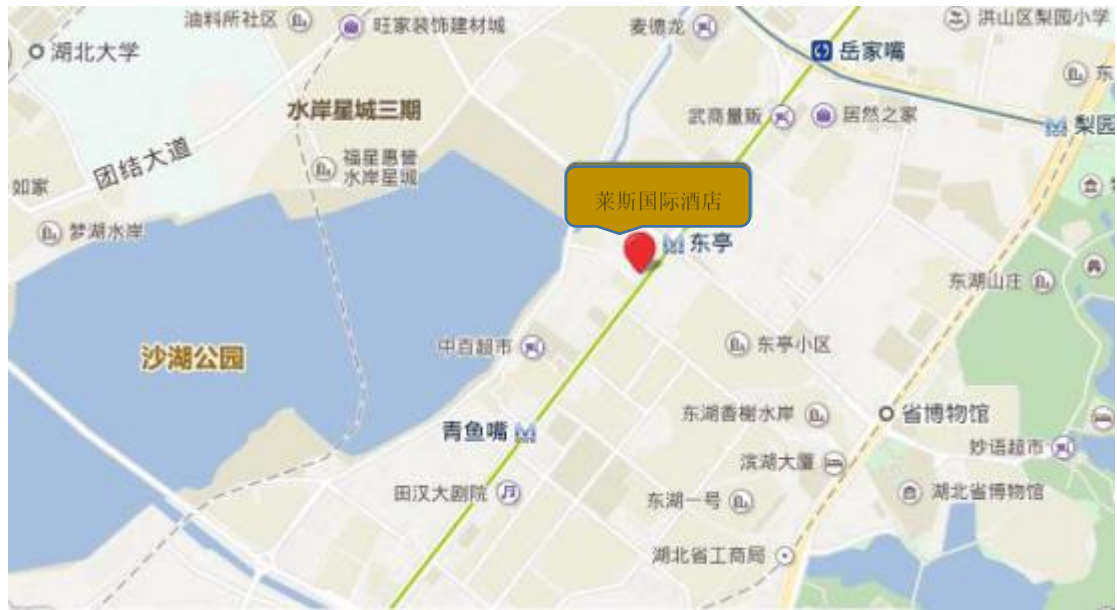 油料所社区
旺家装饰建材城
麦德龙
洪山区梨园小学
湖北大学
岳家嘴
东
水岸星城三期
武商量贩
居然之家
梨园
团结大道
福星惠誉
水岸星城
如家
莱斯国际酒店
梦湖水岸
东亭
东湖山庄
沙湖公园
中百超市
东亭小区
青鱼嘴
东湖香榭水岸
省博物馆
妙语超市
滨湖大厦
田汉大剧院
东湖一号
湖北省博物馆
湖北省工商局